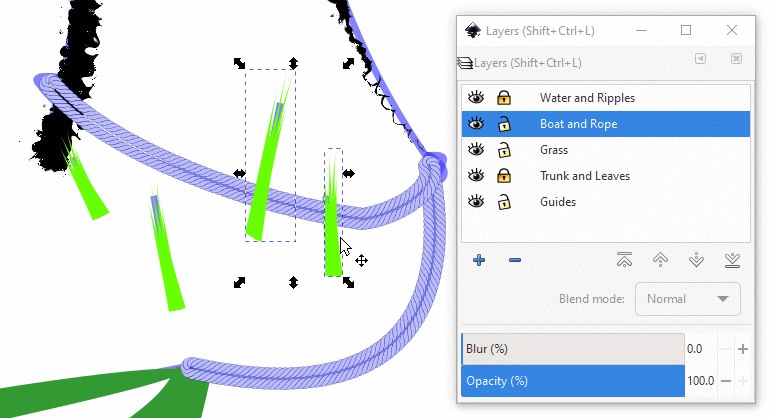 Layers (Shift+Ctrl+L)
Layers (Shift+Ctrl+L)
Water and Ripples
Boat and Rope
Grass
Trunk and Leaves
Guides
Blend mode: Normal
Blur (%) 0.0
Opacity (%) 100.0